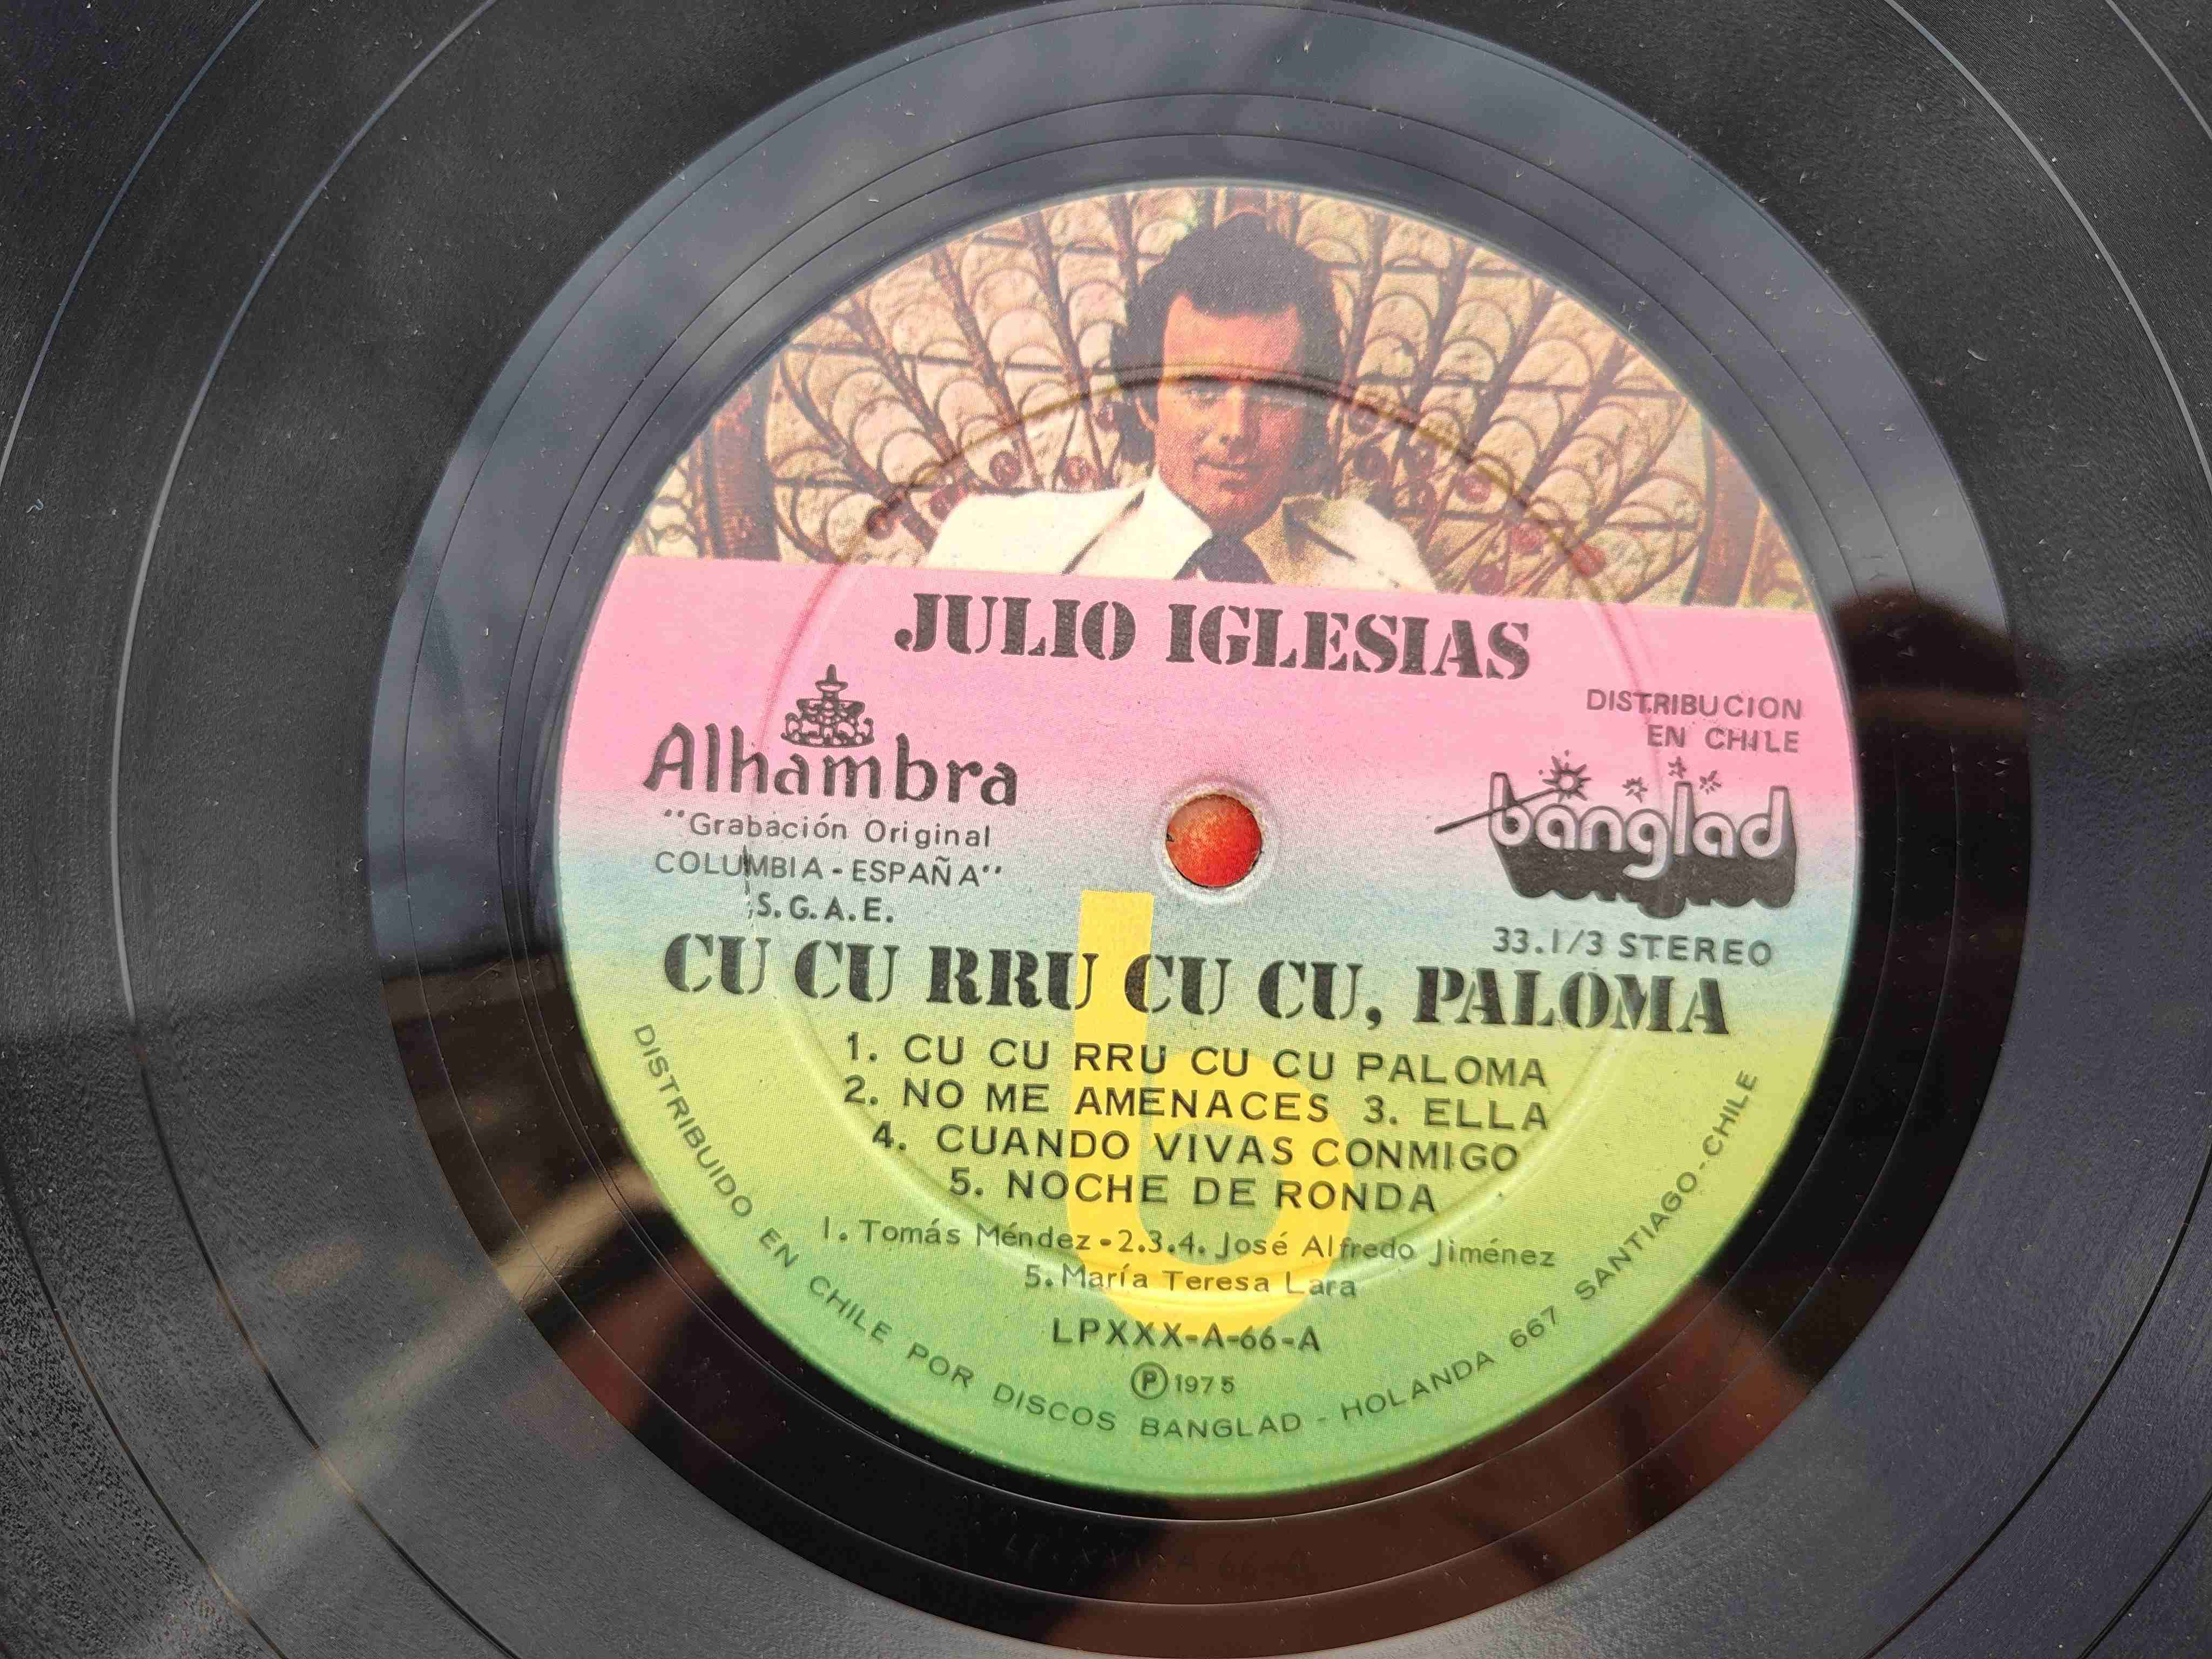 JULIO IGLESIAS
Alhambra
"Grabación Original
COLUMBIA - ESPAÑA"
S.G.A.E.
DISTRIBUCION
EN CHILE
banglad
33.1/3 STEREO
CU CU RRU CU CU, PALOMA
1. CU CU RRU CU CU PALOMA
2. NO ME AMENACES 3. ELLA
4. CUANDO VIVAS CONMIGO
5. NOCHE DE RONDA
1. Tomás Méndez - 2.3.4. José Alfredo Jiménez
5. María Teresa Lara
LPXXX-A-66-A
Ⓟ 1975
DISTRIBUIDO EN CHILE POR DISCOS BANGLAD - HOLANDA 667 SANTIAGO - CHILE
b